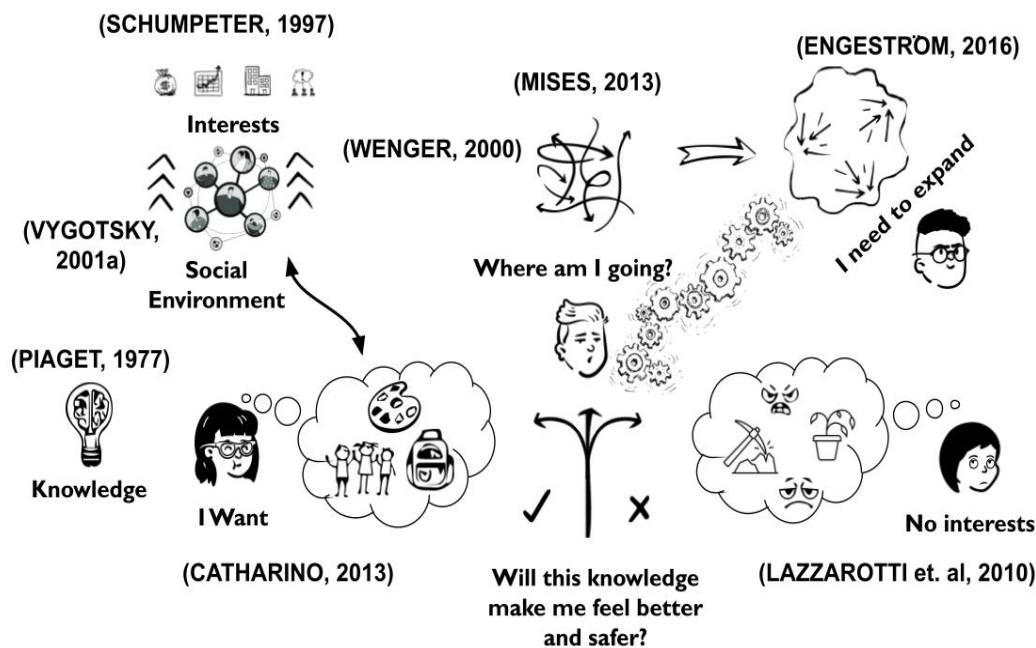 (SCHUMPETER, 1997)
Interests
(VYGOTSKY,
2001a)
Social
Environment
(WENGER, 2000)
(MISES, 2013)
(ENGESTRÖM, 2016)
I need to expand
Where am I going?
(PIAGET, 1977)
Knowledge
I Want
(CATHARINO, 2013)
Will this knowledge
make me feel better
and safer?
No interests
(LAZZAROTTI et. al, 2010)